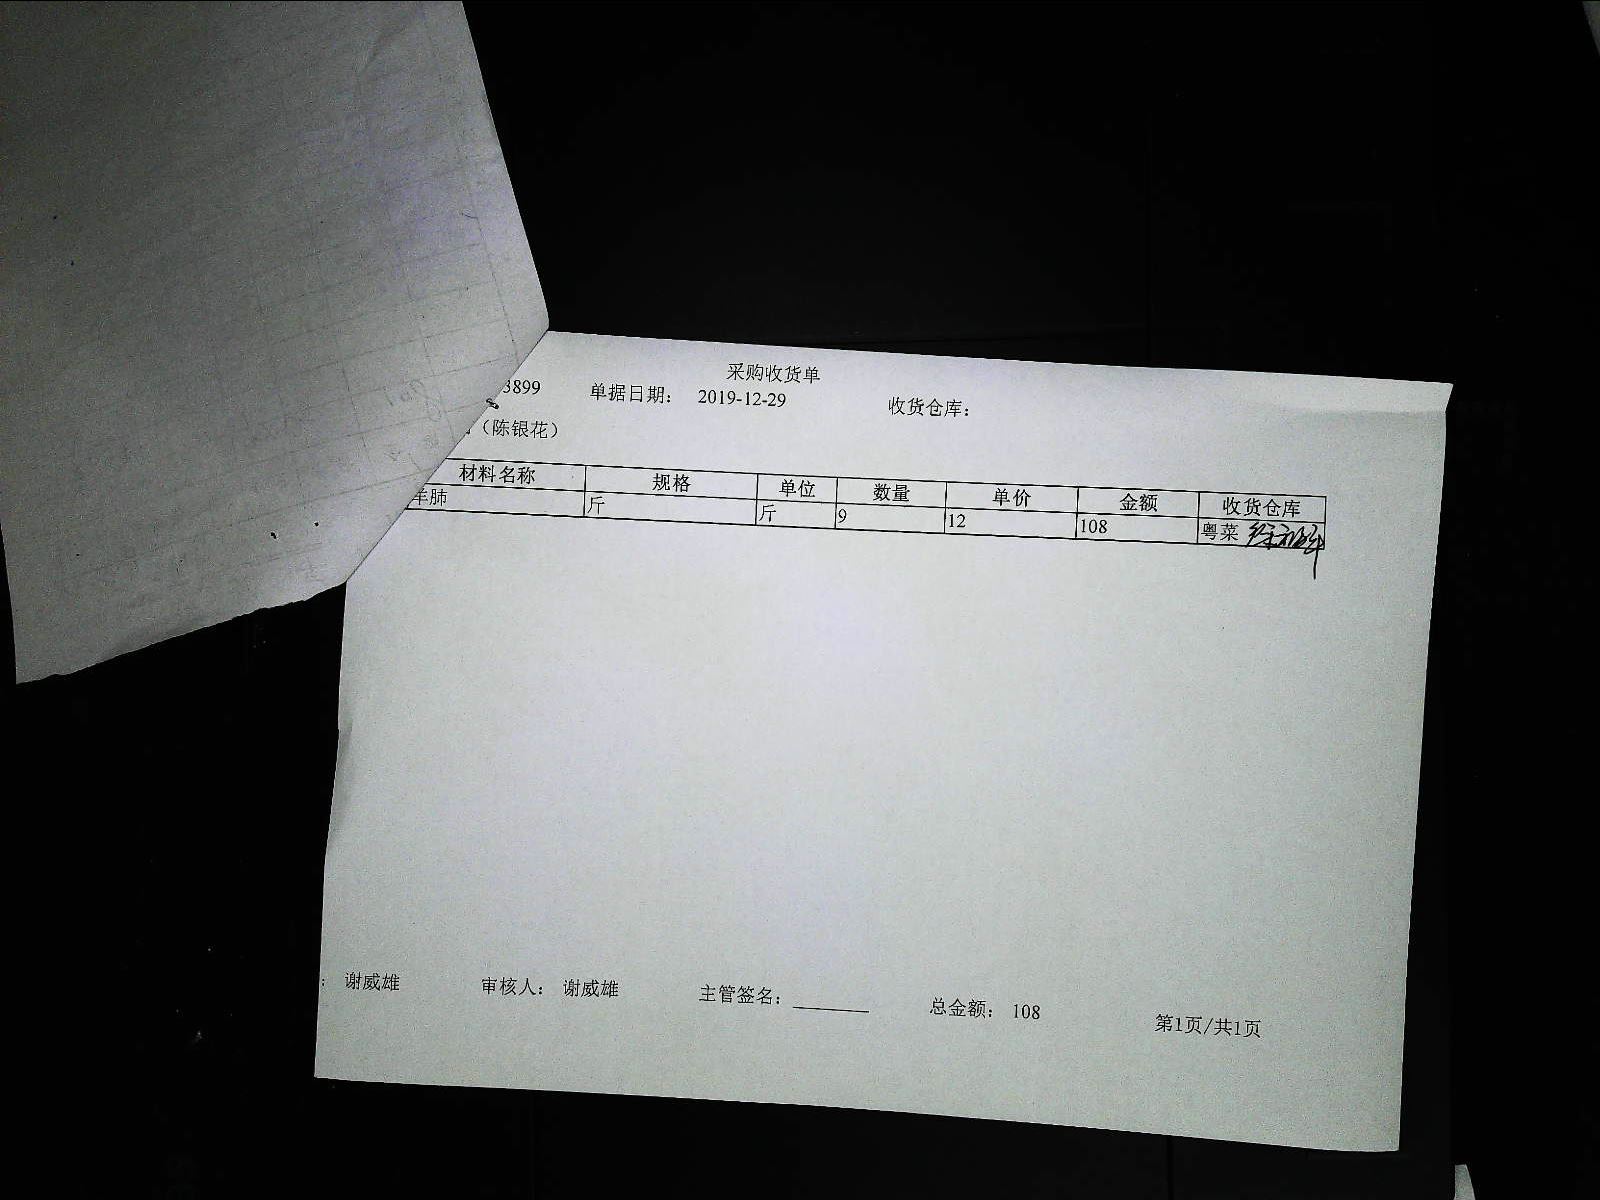 采购收货单
3899 单据日期： 2019-12-29 收货仓库：
（陈银花）
材料名称 规格 单位 数量 单价 金额 收货仓库
羊肺 斤 斤 9 12 108 粤菜
： 谢威雄 审核人： 谢威雄 主管签名： 总金额： 108 第1页/共1页